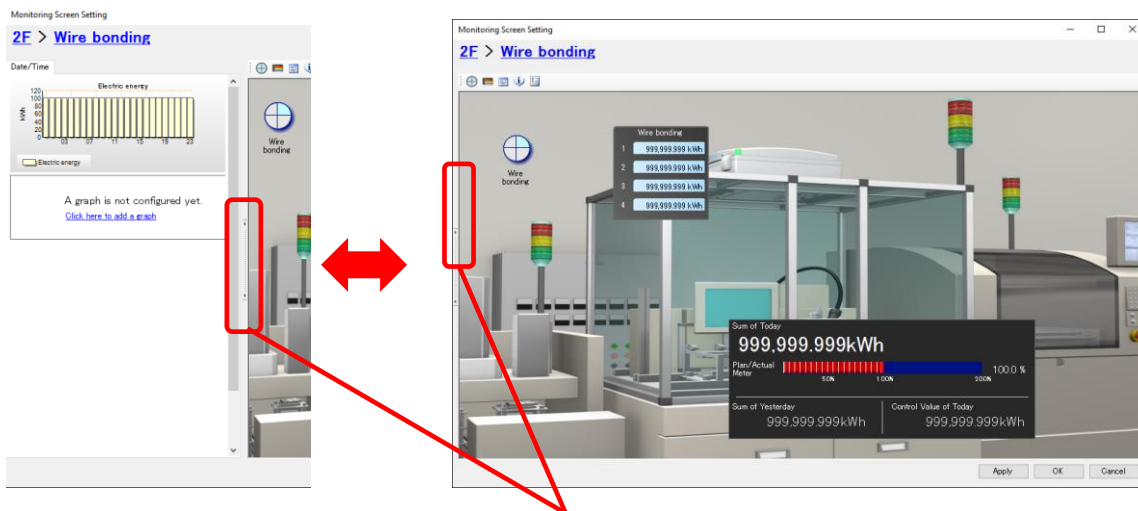 Monitoring Screen Setting
2F > Wire bonding
Date/Time
Electric energy
kWh
120
100
80
60
40
20
0
03 07 11 15 19 23
Electric energy
A graph is not configured yet.
Click here to add a graph
Wire
bonding
Monitoring Screen Setting
2F > Wire bonding
Wire
bonding
Wire bonding
1 999,999.999 kWh
2 999,999.999 kWh
3 999,999.999 kWh
4 999,999.999 kWh
Sum of Today
999,999.999kWh
Plan/Actual
Meter
100.0 %
50% 100% 200%
Sum of Yesterday
999,999.999kWh
Control Value of Today
999,999.999kWh
Apply OK Cancel